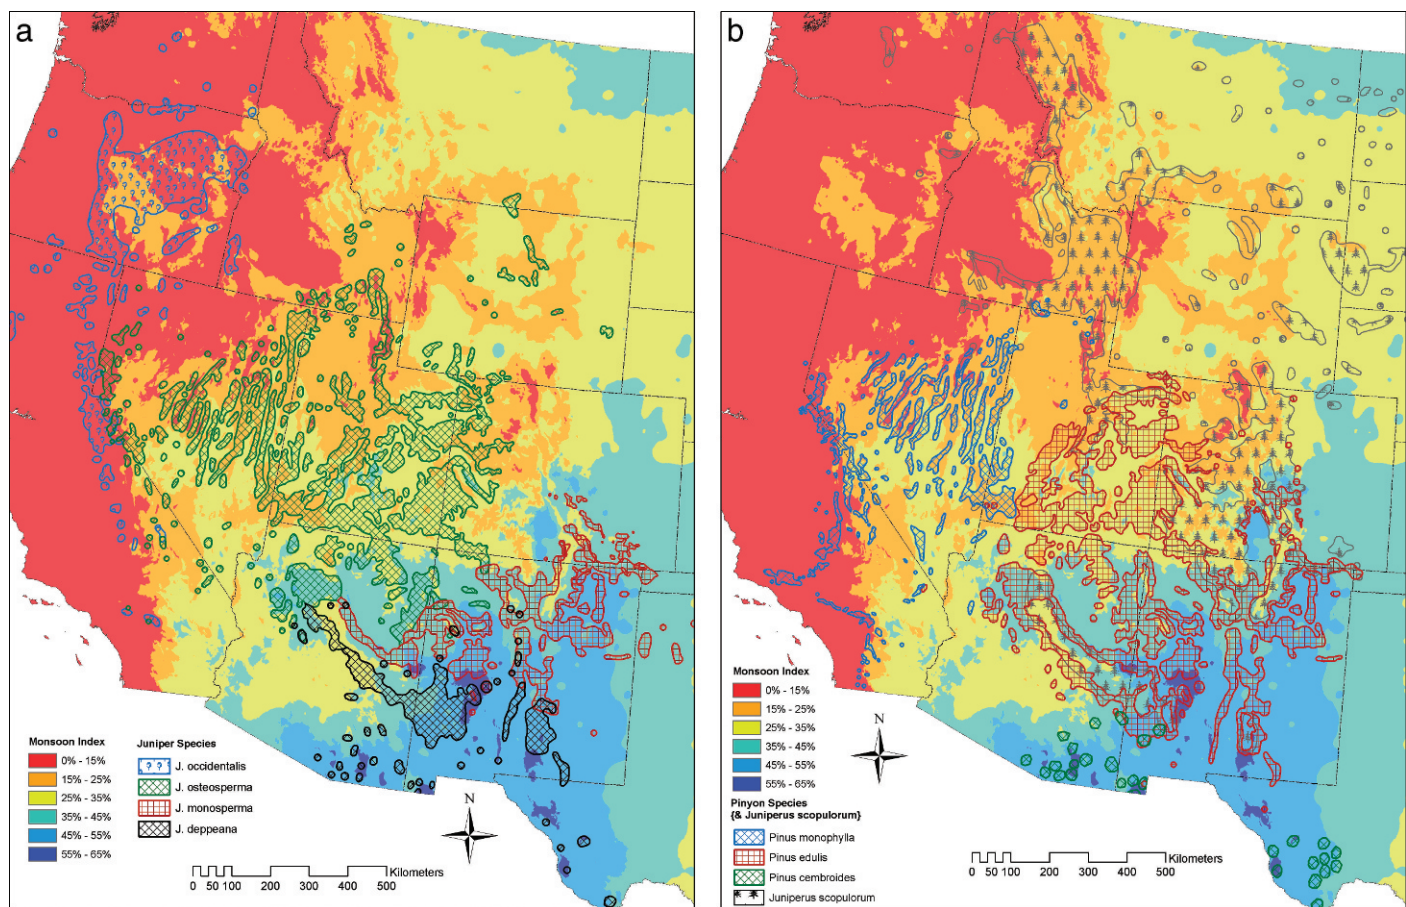 a
Monsoon Index
0% - 15%
15% - 25%
25% - 35%
35% - 45%
45% - 55%
55% - 65%
Juniper Species
J. occidentalis
J. osteosperma
J. monosperma
J. deppeana
N
0 50 100 200 300 400 500 Kilometers
b
Monsoon Index
0% - 15%
15% - 25%
25% - 35%
35% - 45%
45% - 55%
55% - 65%
Pinyon Species
{& Juniperus scopulorum}
Pinus monophylla
Pinus edulis
Pinus cembroides
Juniperus scopulorum
N
0 50 100 200 300 400 500 Kilometers